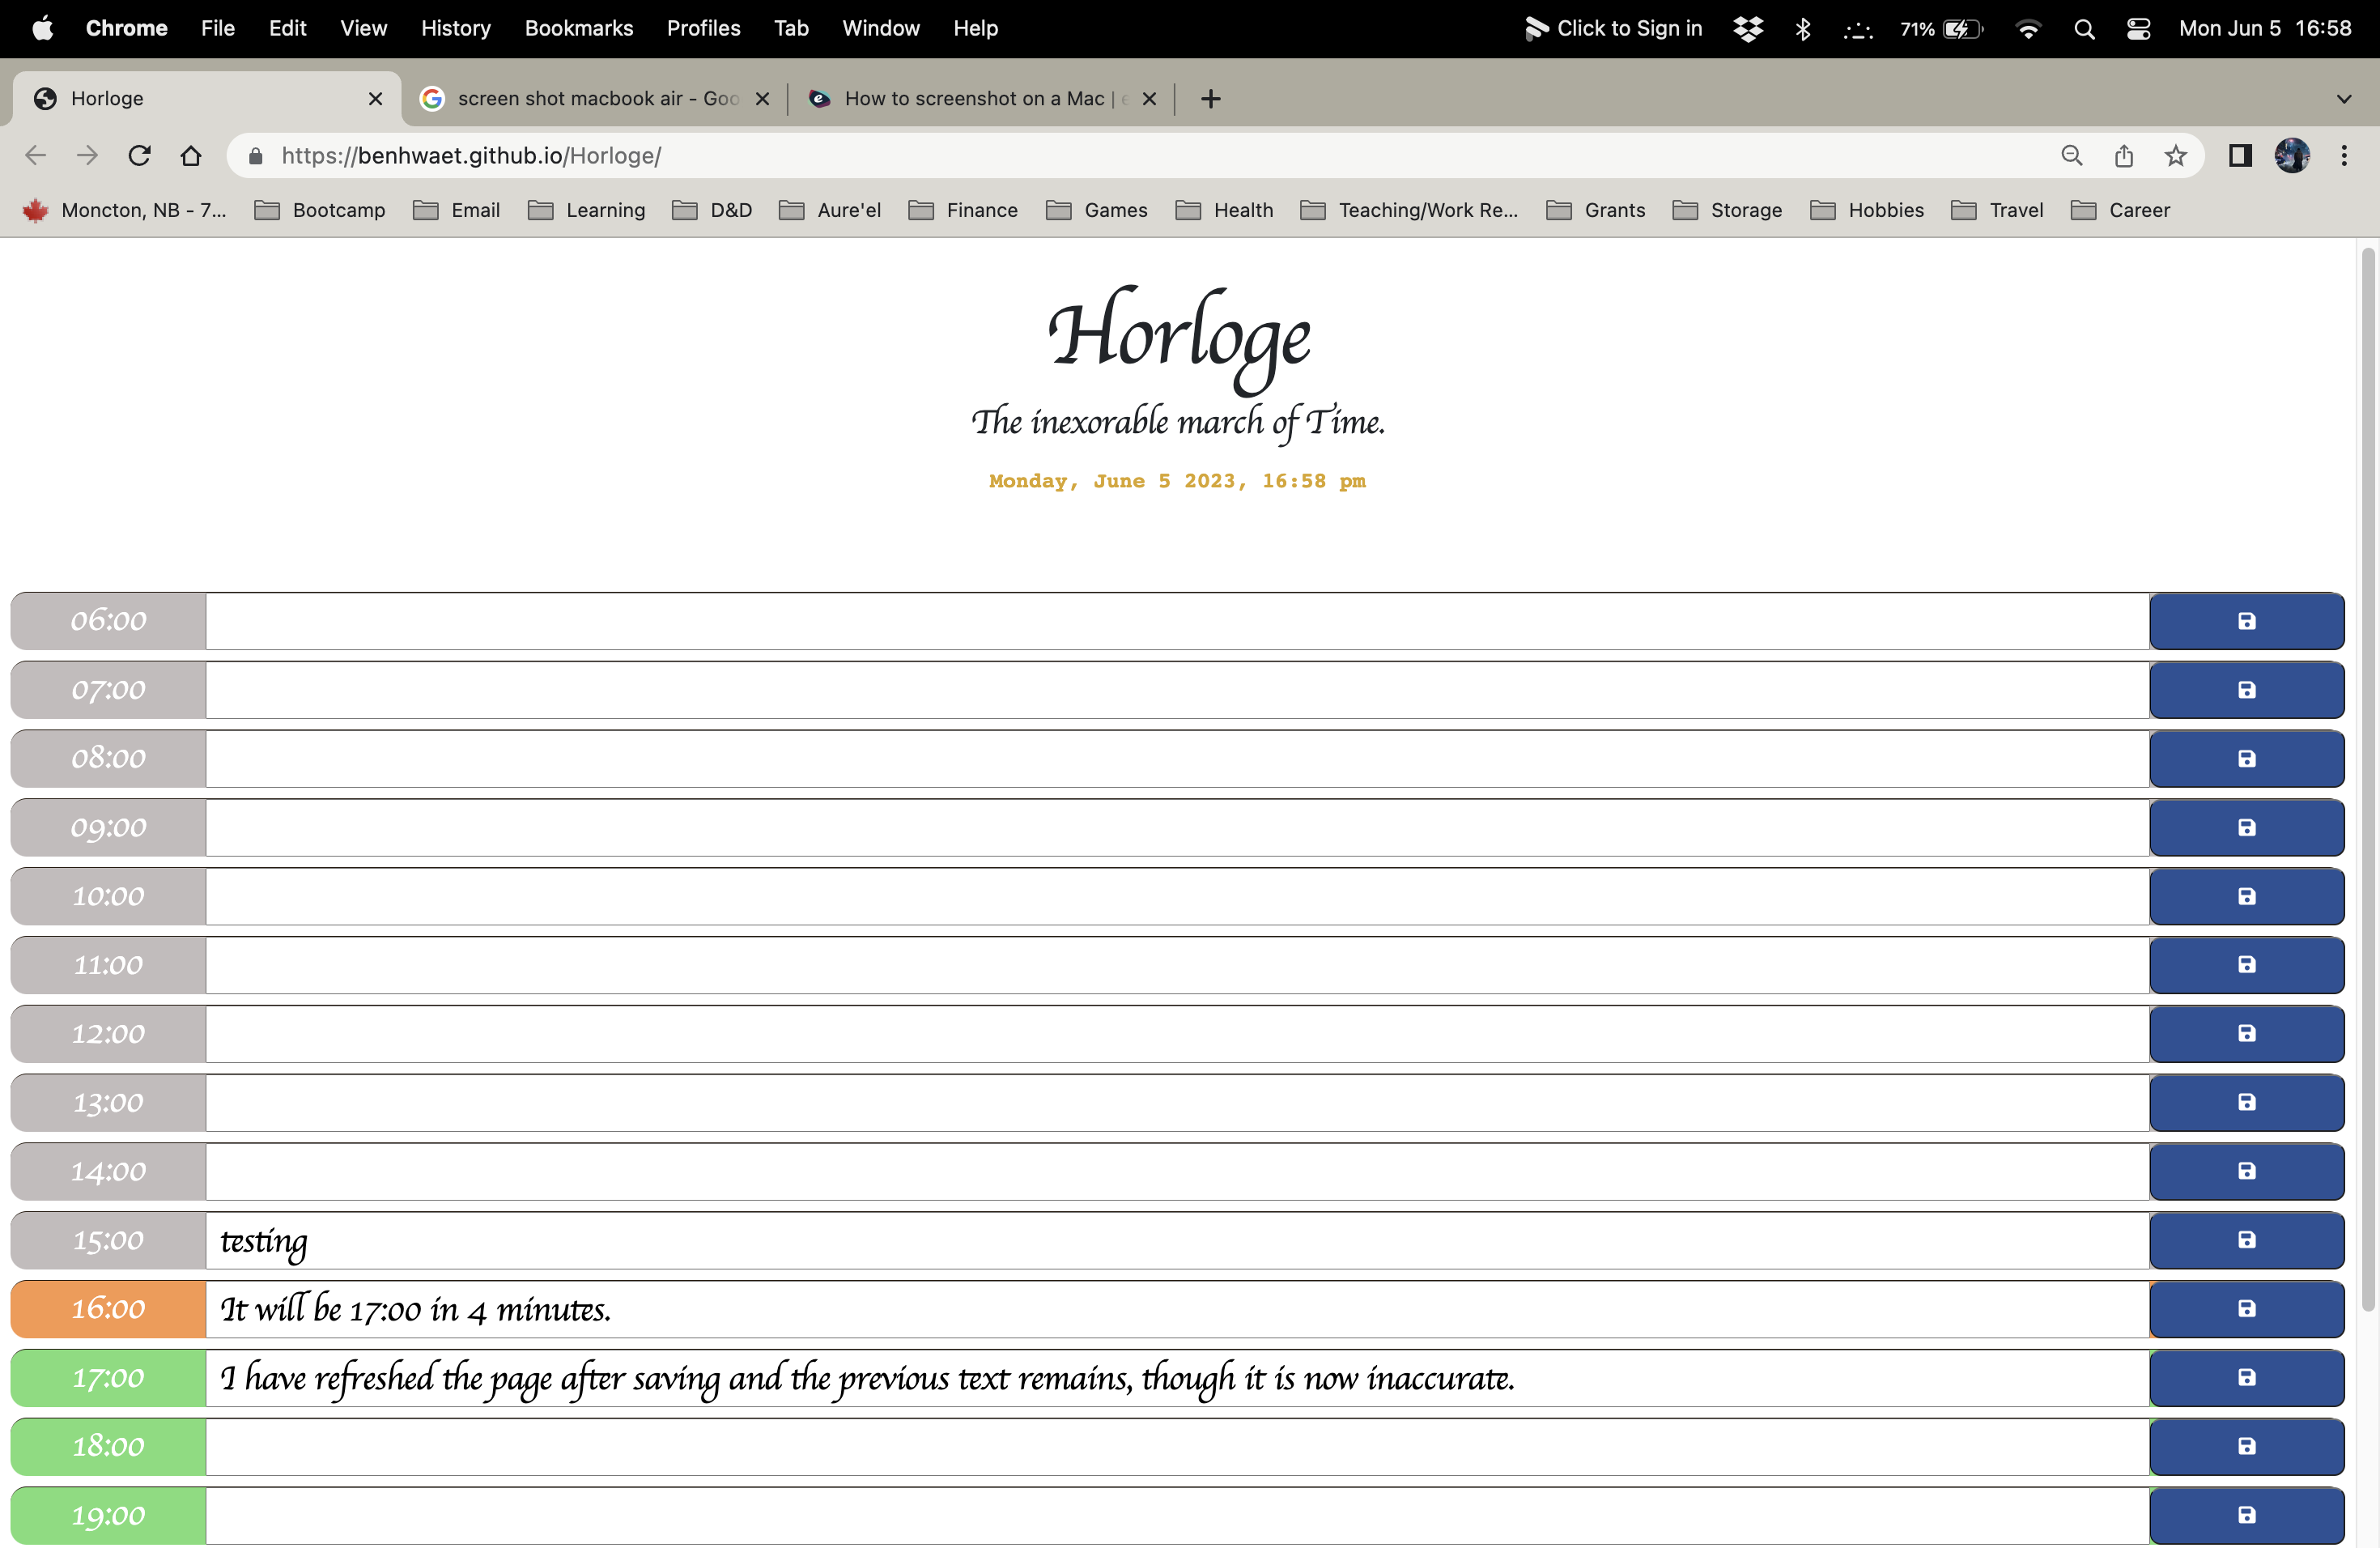 Chrome File Edit View History Bookmarks Profiles Tab Window Help Click to Sign in 71% Mon Jun 5 16:58
Horloge screen shot macbook air - Goo How to screenshot on a Mac |
https://benhwaet.github.io/Horloge/
Moncton, NB - 7... Bootcamp Email Learning D&D Aure'el Finance Games Health Teaching/Work Re... Grants Storage Hobbies Travel Career
Horloge
The inexorable march of Time.
Monday, June 5 2023, 16:58 pm
06:00
07:00
08:00
09:00
10:00
11:00
12:00
13:00
14:00
15:00 testing
16:00 It will be 17:00 in 4 minutes.
17:00 I have refreshed the page after saving and the previous text remains, though it is now inaccurate.
18:00
19:00